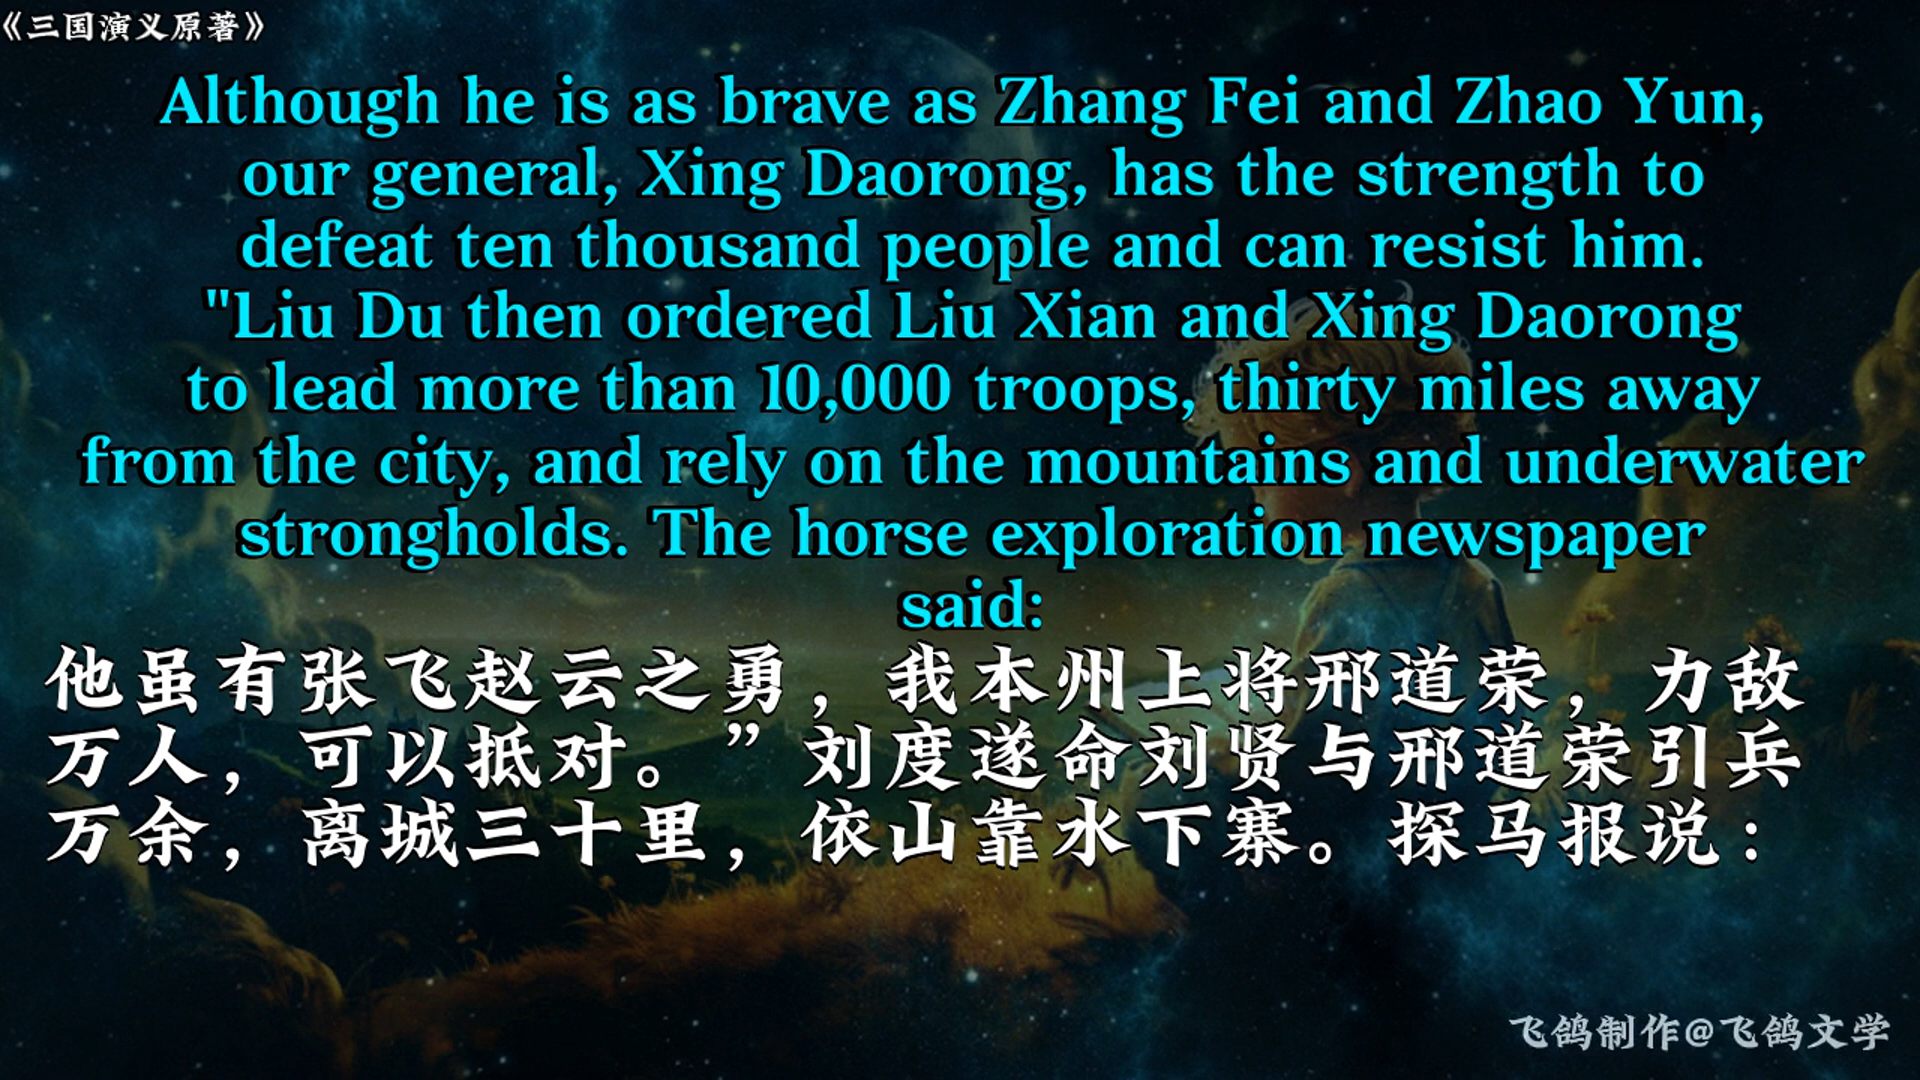 《三国演义原著》
Although he is as brave as Zhang Fei and Zhao Yun,
our general, Xing Daorong, has the strength to
defeat ten thousand people and can resist him.
"Liu Du then ordered Liu Xian and Xing Daorong
to lead more than 10,000 troops, thirty miles away
from the city, and rely on the mountains and underwater
strongholds. The horse exploration newspaper
said:
他虽有张飞赵云之勇，我本州上将邢道荣，力敌
万人，可以抵对。”刘度遂命刘贤与邢道荣引兵
万余，离城三十里，依山靠水下寨。探马报说：
飞鸽制作@飞鸽文学